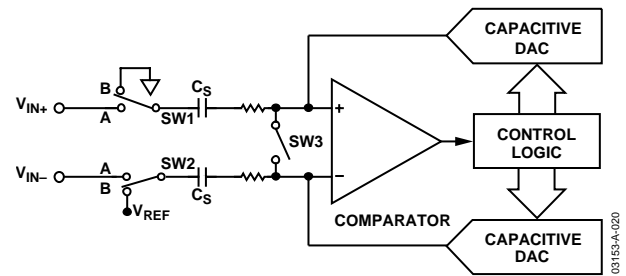 CAPACITIVE
DAC
B
CS
VIN+
A
SW1
+
SW3
CONTROL
LOGIC
VIN–
A
SW2
B
CS
–
VREF
COMPARATOR
CAPACITIVE
DAC
03153-A-020